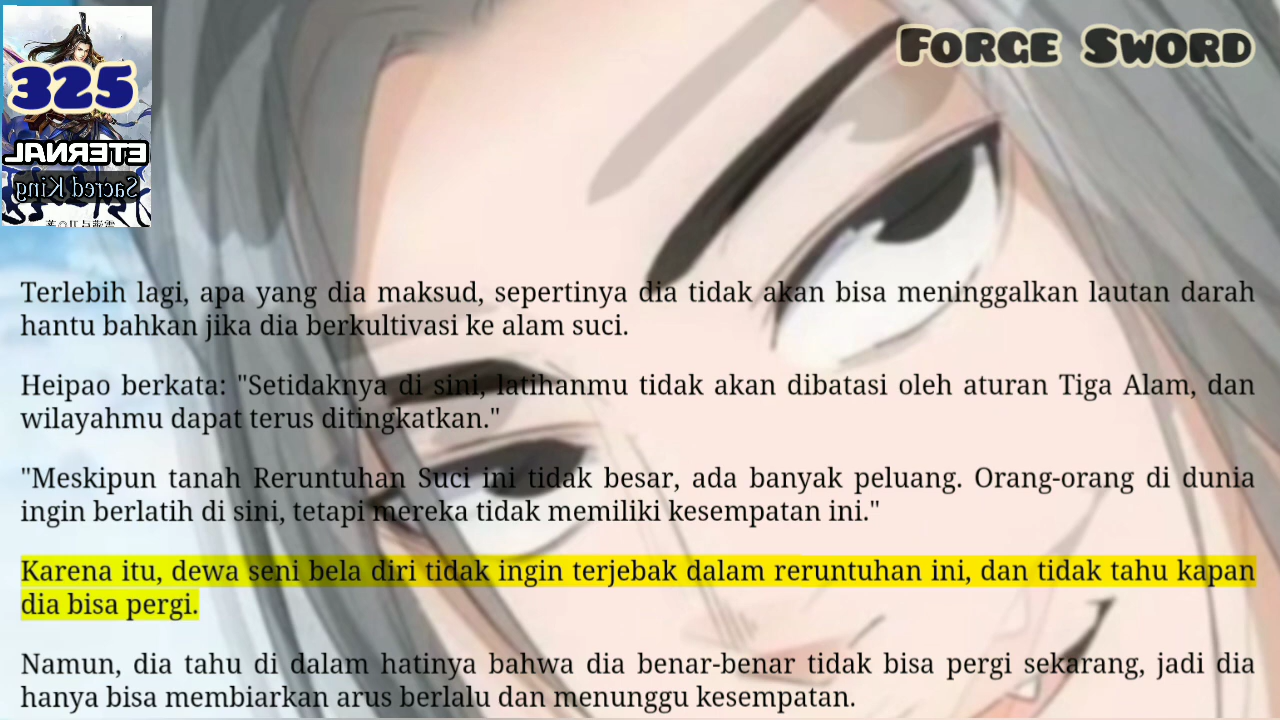 325
FORGE SWORD
ETERNAL
Sacred King
Terlebih lagi, apa yang dia maksud, sepertinya dia tidak akan bisa meninggalkan lautan darah
hantu bahkan jika dia berkultivasi ke alam suci.
Heipao berkata: "Setidaknya di sini, latihanmu tidak akan dibatasi oleh aturan Tiga Alam, dan
wilayahmu dapat terus ditingkatkan."
"Meskipun tanah Reruntuhan Suci ini tidak besar, ada banyak peluang. Orang-orang di dunia
ingin berlatih di sini, tetapi mereka tidak memiliki kesempatan ini."
Karena itu, dewa seni bela diri tidak ingin terjebak dalam reruntuhan ini, dan tidak tahu kapan
dia bisa pergi.
Namun, dia tahu di dalam hatinya bahwa dia benar-benar tidak bisa pergi sekarang, jadi dia
hanya bisa membiarkan arus berlalu dan menunggu kesempatan.